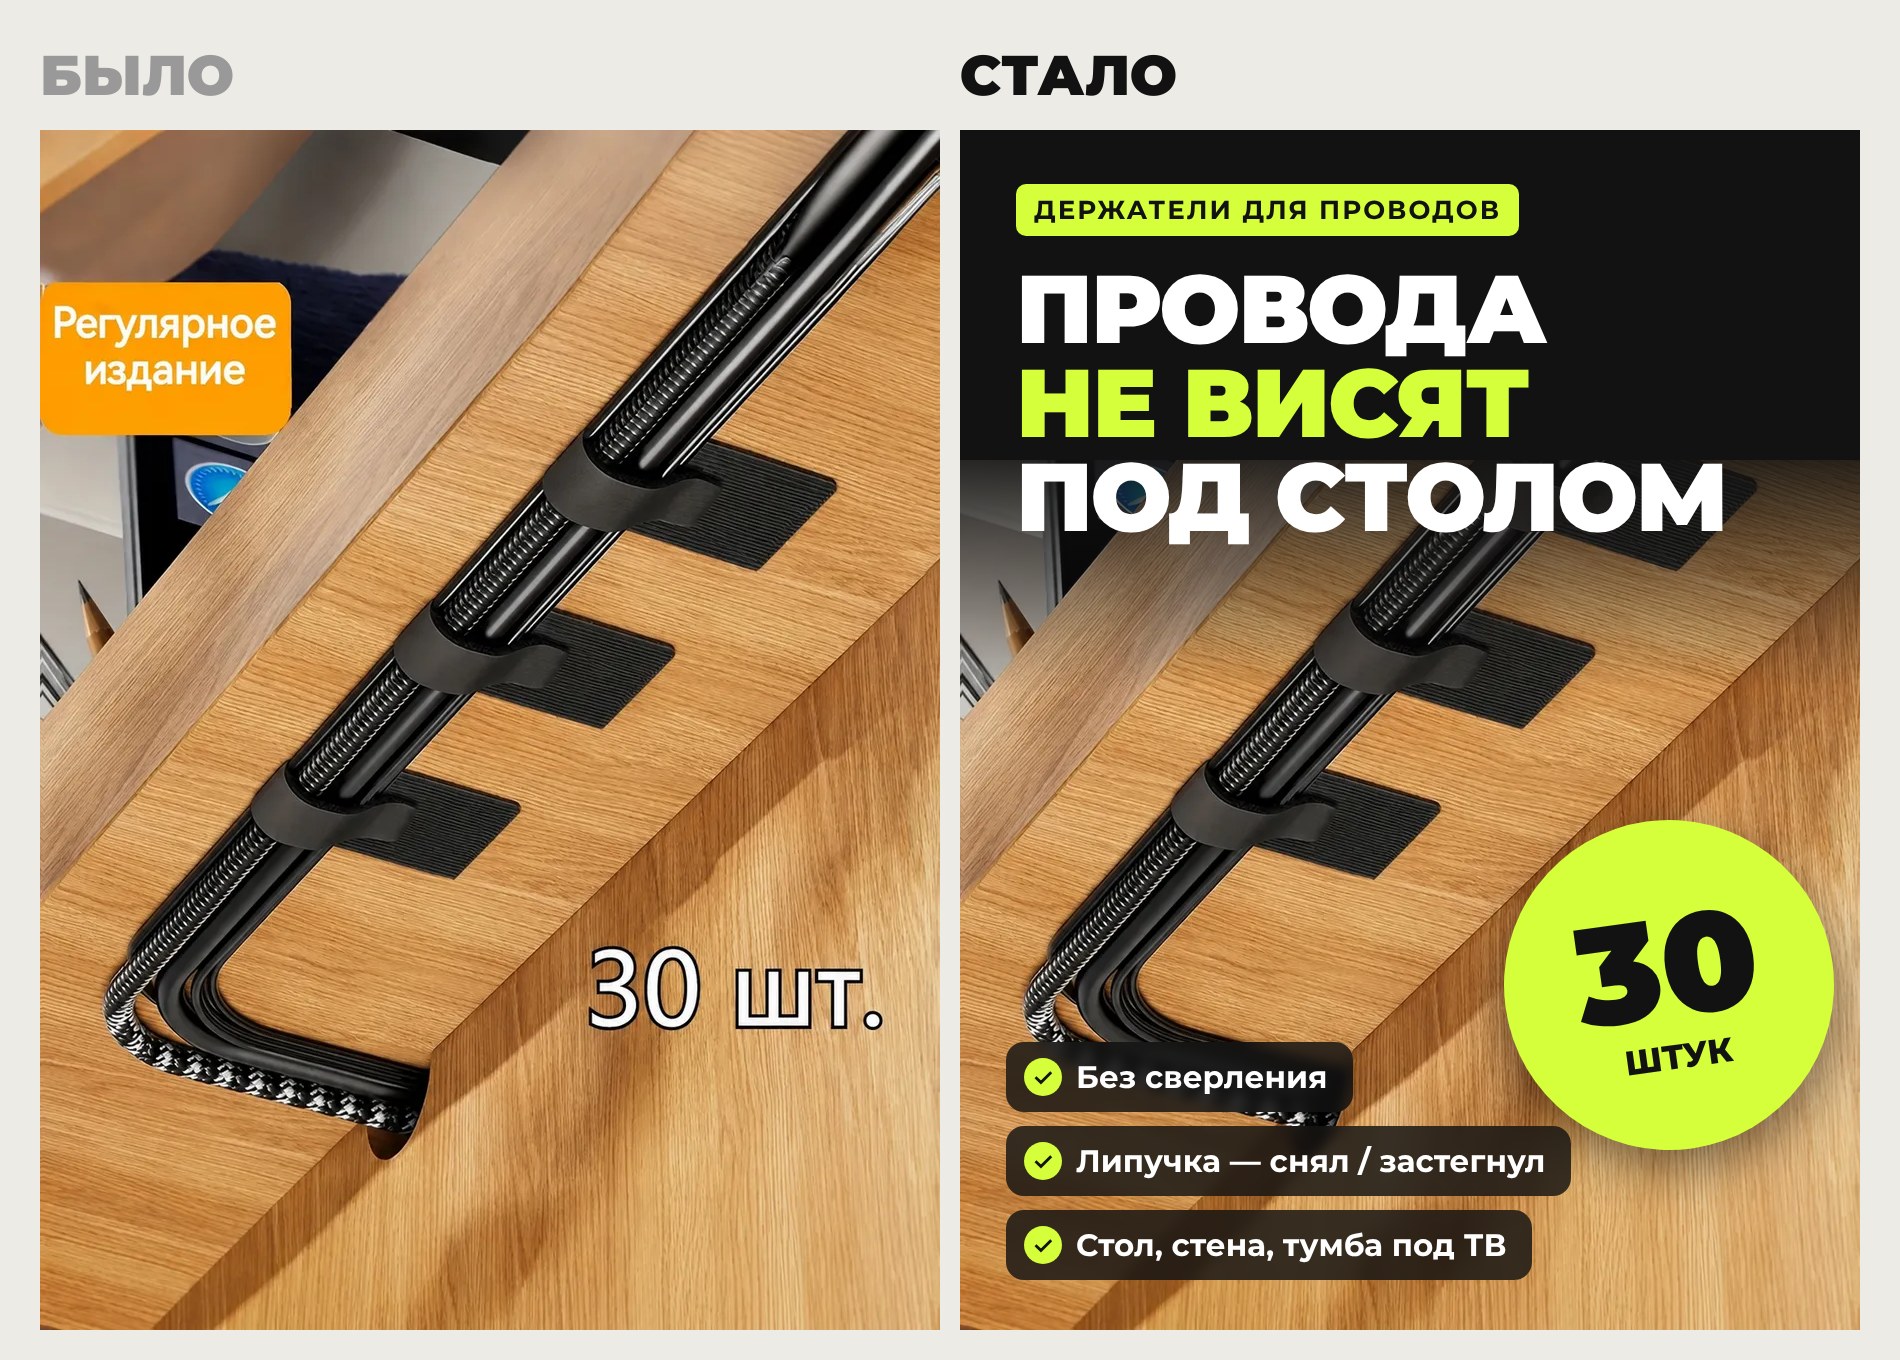 БЫЛО
Регулярное
издание
30 шт.
СТАЛО
ДЕРЖАТЕЛИ ДЛЯ ПРОВОДОВ
ПРОВОДА
НЕ ВИСЯТ
ПОД СТОЛОМ
30
ШТУК
Без сверления
Липучка — снял / застегнул
Стол, стена, тумба под ТВ